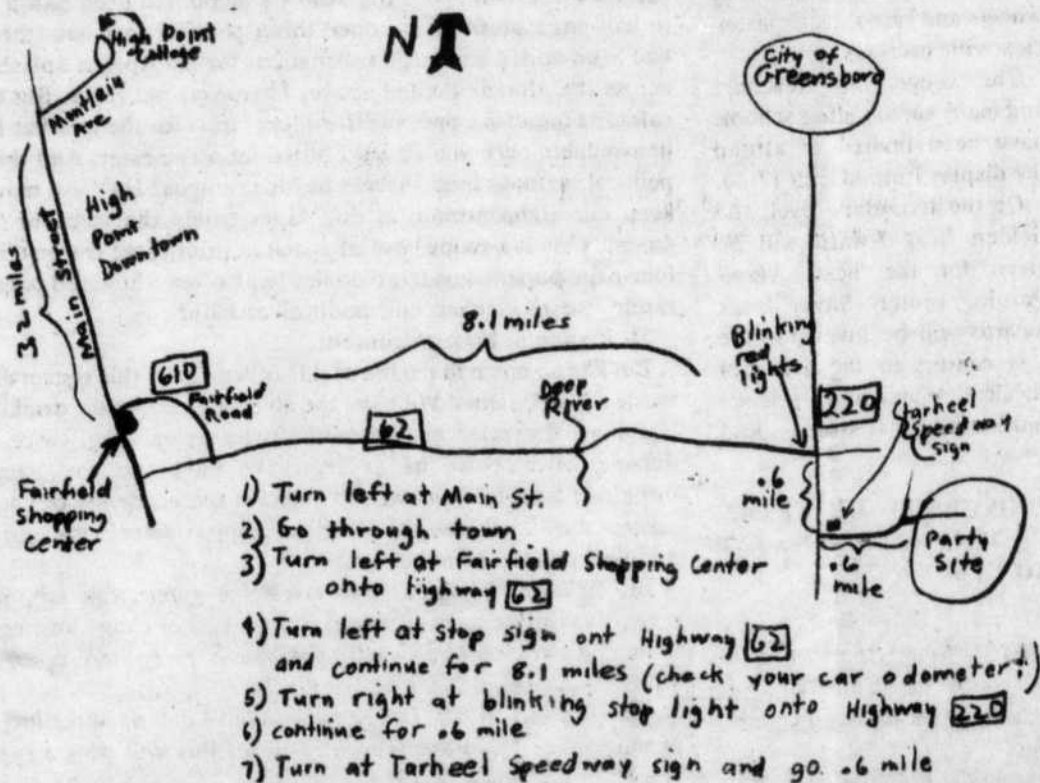 High Point
College
Montlein
Ave
High
Point
Downtown
3.2 miles
Main Street
N
City of
Greensboro
8.1 miles
Blinking
red
lights
610
Fairfield
Road
62
Deep
River
220
tarheel
Speedway
sign
.6
mile
Party
Site
.6
mile
Fairfield
Shopping
Center
1) Turn left at Main St.
2) Go through town
3) Turn left at Fairfield Shopping Center
onto highway 62
4) Turn left at stop sign ont Highway 62
and continue for 8.1 miles (check your car odometer!)
5) Turn right at blinking stop light onto Highway 220
6) continue for .6 mile
7) Turn at Tarheel Speedway sign and go .6 mile